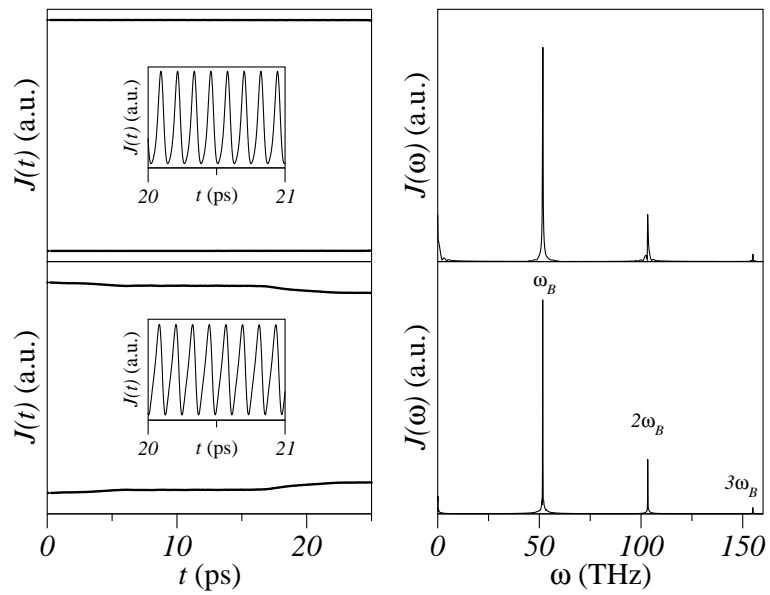 J(t) (a.u.)
J(t) (a.u.)
20
t (ps)
21
J(ω) (a.u.)
J(t) (a.u.)
J(t) (a.u.)
20
t (ps)
21
J(ω) (a.u.)
ω_B
2ω_B
3ω_B
0
10
20
t (ps)
0
50
100
150
ω (THz)